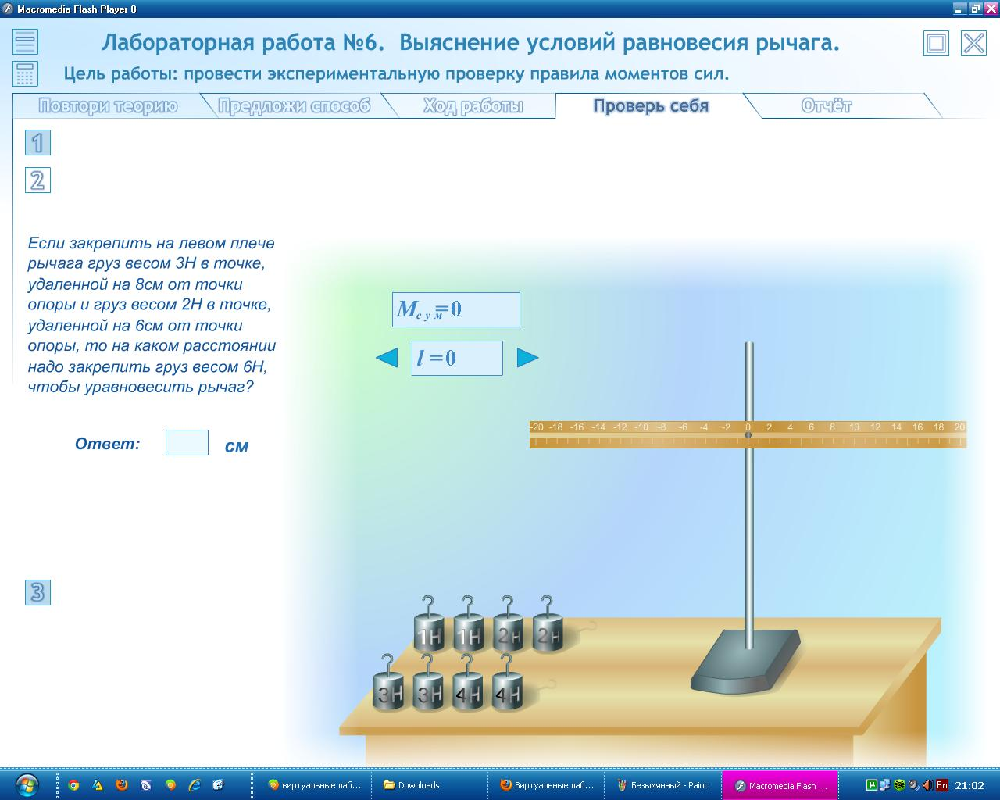 Macromedia Flash Player 8
Лабораторная работа №6. Выяснение условий равновесия рычага.
Цель работы: провести экспериментальную проверку правила моментов сил.
Повтори теорию
Предложи способ
Ход работы
Проверь себя
Отчёт
1
2
Если закрепить на левом плече
рычага груз весом 3Н в точке,
удаленной на 8см от точки
опоры и груз весом 2Н в точке,
удаленной на 6см от точки
опоры, то на каком расстоянии
надо закрепить груз весом 6Н,
чтобы уравновесить рычаг?
Ответ: см
Mсум=0
l =0
-20 -18 -16 -14 -12 -10 -8 -6 -4 -2 0 2 4 6 8 10 12 14 16 18 20
3
1Н 1Н 2Н 2Н
3Н 3Н 4Н 4Н
виртуальные лаб...
Downloads
Виртуальные лаб...
Безымянный - Paint
Macromedia Flash ...
En
21:02